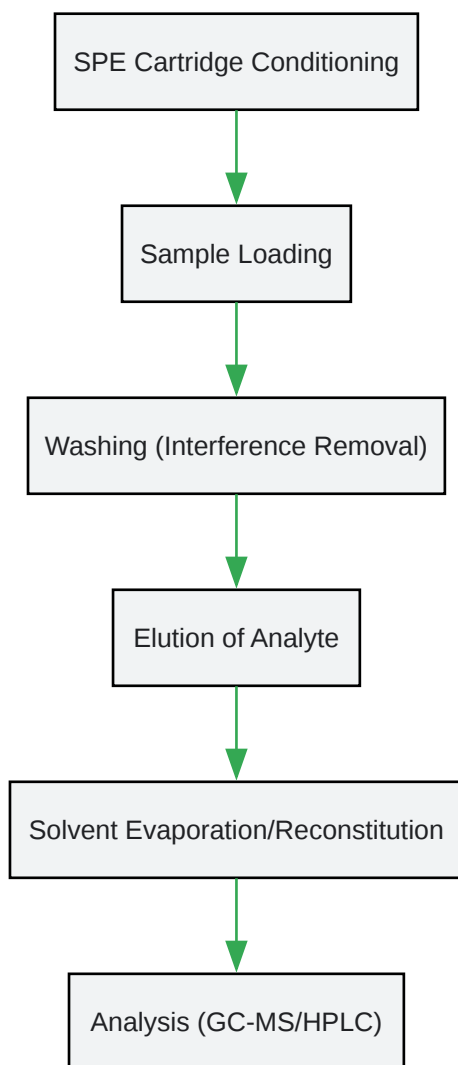 SPE Cartridge Conditioning
Sample Loading
Washing (Interference Removal)
Elution of Analyte
Solvent Evaporation/Reconstitution
Analysis (GC-MS/HPLC)